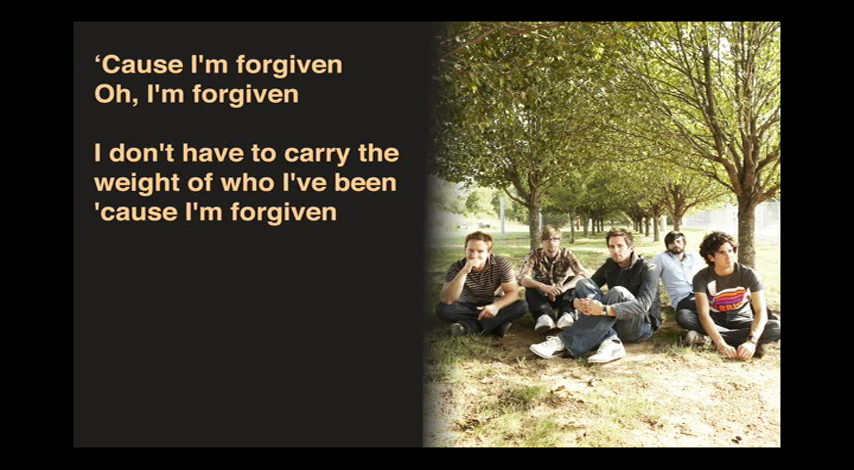 ‘Cause I'm forgiven
Oh, I'm forgiven
I don't have to carry the
weight of who I've been
'cause I'm forgiven